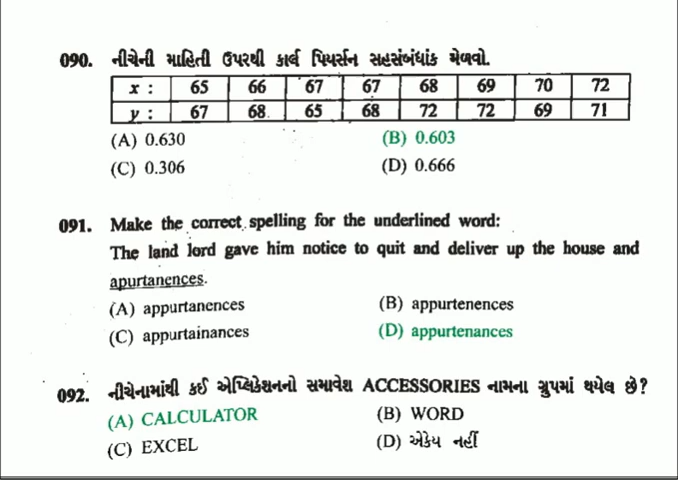 090. નીચેની માહિતી ઉપરથી કાર્લ પિયર્સન સહસંબંધાંક મેળવો.
x : 65 66 67 67 68 69 70 72
y : 67 68 65 68 72 72 69 71
(A) 0.630 (B) 0.603
(C) 0.306 (D) 0.666
091. Make the correct spelling for the underlined word:
The land lord gave him notice to quit and deliver up the house and
apurtanences.
(A) appurtanences (B) appurtenences
(C) appurtainances (D) appurtenances
092. નીચેનામાંથી કઈ એપ્લિકેશનનો સમાવેશ ACCESSORIES નામના ગ્રુપમાં થયેલ છે?
(A) CALCULATOR (B) WORD
(C) EXCEL (D) એકેય નહીં